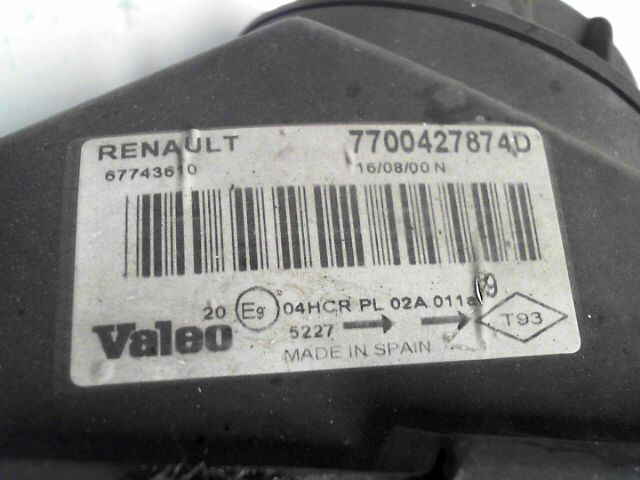 RENAULT 7700427874D
67743610 16/08/00 N
20 E9 04HCR PL 02A.011a
Valeo 5227 T93
MADE IN SPAIN